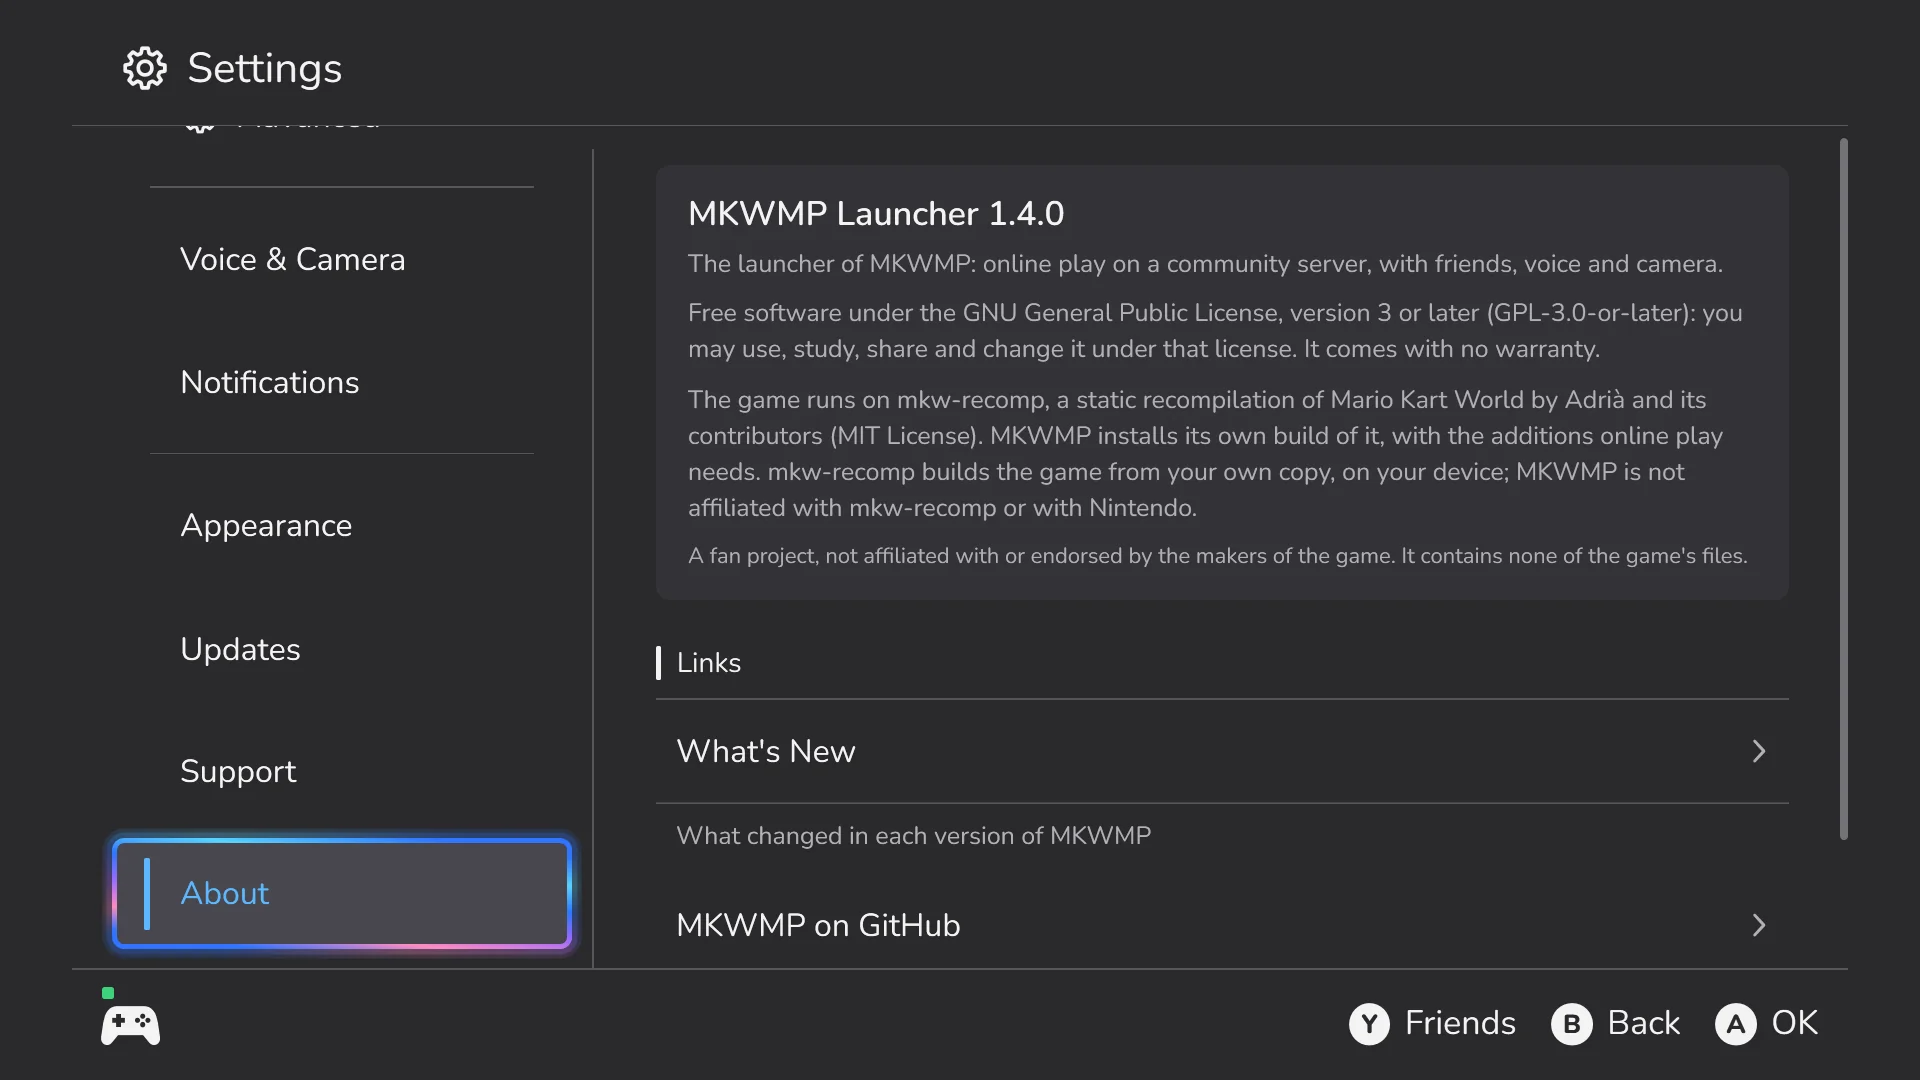 Settings
Voice & Camera
Notifications
Appearance
Updates
Support
About
MKWMP Launcher 1.4.0
The launcher of MKWMP: online play on a community server, with friends, voice and camera.
Free software under the GNU General Public License, version 3 or later (GPL-3.0-or-later): you
may use, study, share and change it under that license. It comes with no warranty.
The game runs on mkw-recomp, a static recompilation of Mario Kart World by Adrià and its
contributors (MIT License). MKWMP installs its own build of it, with the additions online play
needs. mkw-recomp builds the game from your own copy, on your device; MKWMP is not
affiliated with mkw-recomp or with Nintendo.
A fan project, not affiliated with or endorsed by the makers of the game. It contains none of the game's files.
Links
What's New
What changed in each version of MKWMP
MKWMP on GitHub
Y Friends B Back A OK